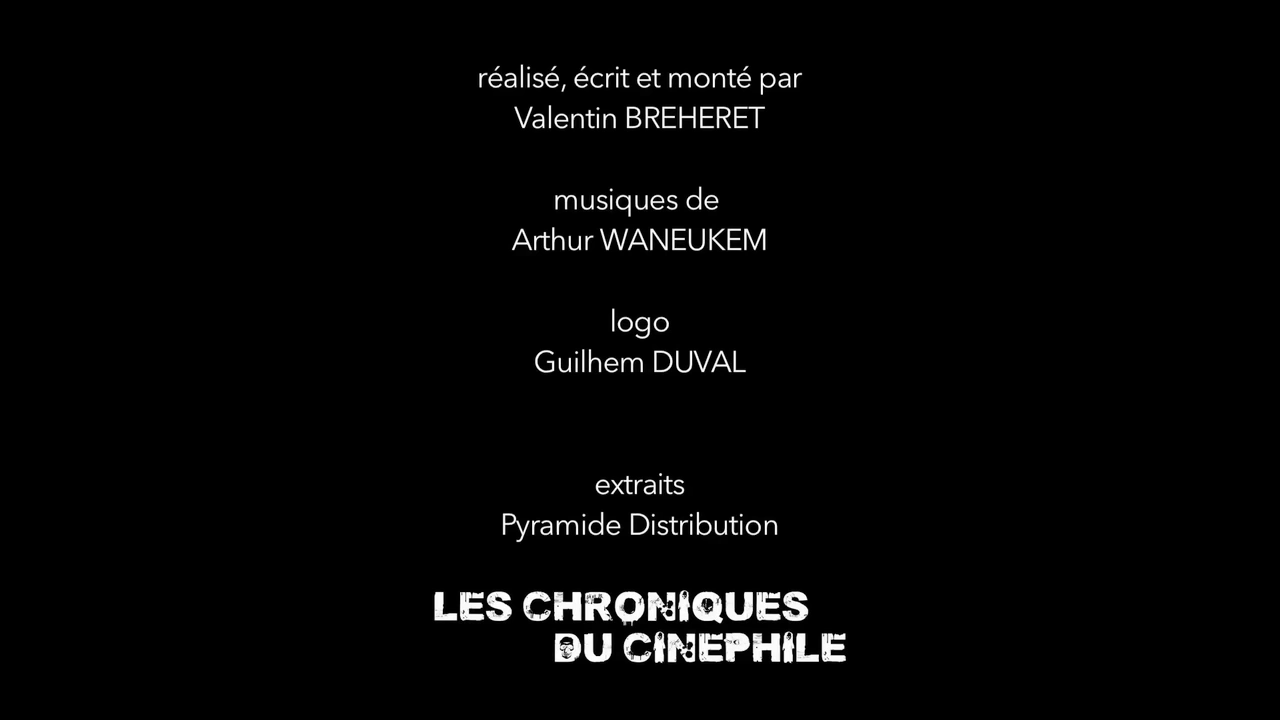 réalisé, écrit et monté par
Valentin BREHERET
musiques de
Arthur WANEUKEM
logo
Guilhem DUVAL
extraits
Pyramide Distribution
LES CHRONIQUES
DU CINEPHILE